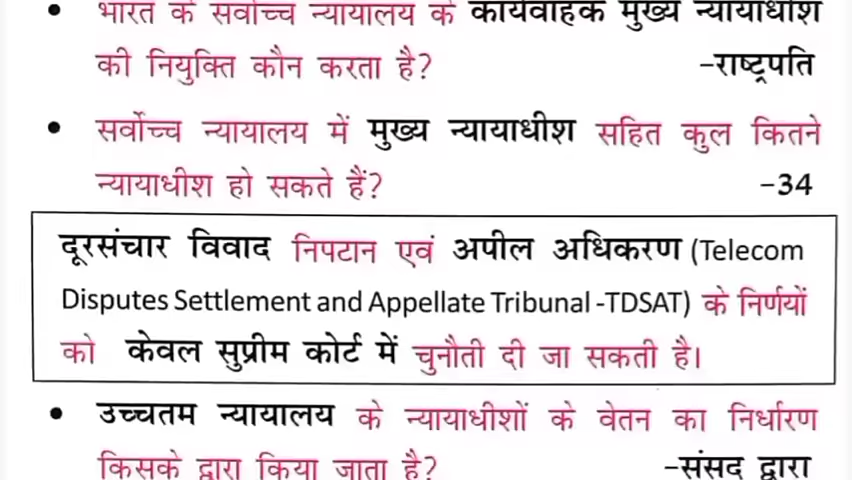 • भारत के सर्वोच्च न्यायालय के कार्यवाहक मुख्य न्यायाधीश
की नियुक्ति कौन करता है? -राष्ट्रपति
• सर्वोच्च न्यायालय में मुख्य न्यायाधीश सहित कुल कितने
न्यायाधीश हो सकते हैं? -34
दूरसंचार विवाद निपटान एवं अपील अधिकरण (Telecom
Disputes Settlement and Appellate Tribunal -TDSAT) के निर्णयों
को केवल सुप्रीम कोर्ट में चुनौती दी जा सकती है।
• उच्चतम न्यायालय के न्यायाधीशों के वेतन का निर्धारण
किसके द्वारा किया जाता है? -संसद द्वारा